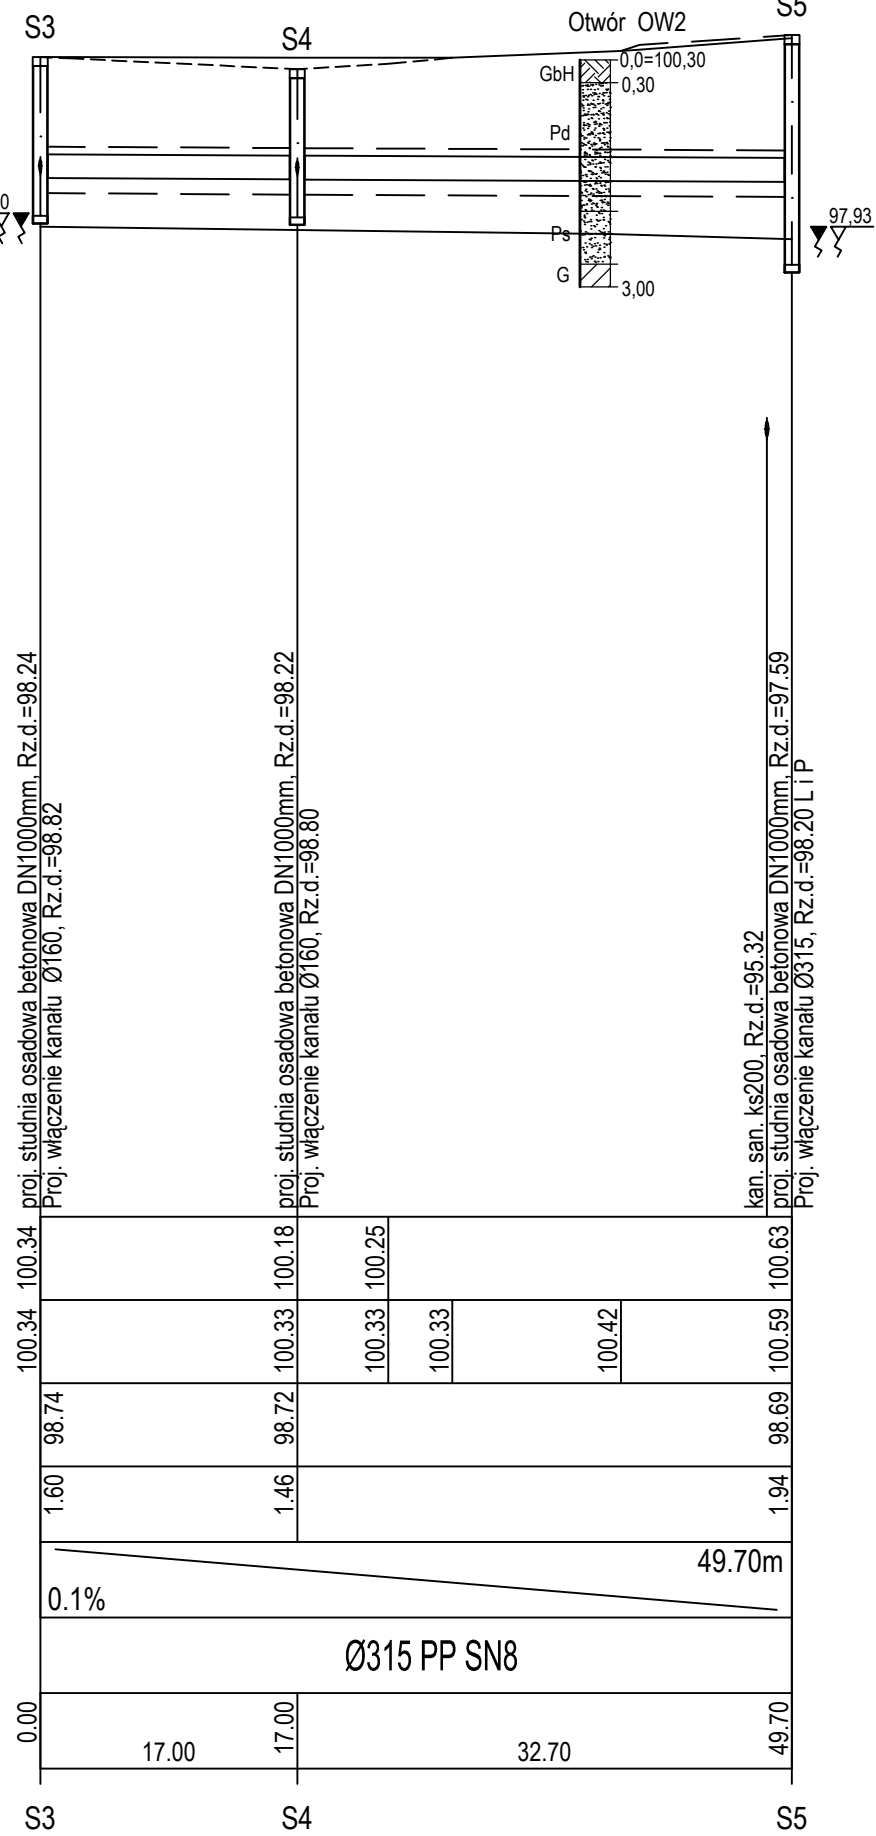 S3
S4
Otwór OW2
S5
0,0=100,30
GbH
0,30
Pd
0
97,93
Ps
G
3,00
proj. studnia osadowa betonowa DN1000mm, Rz.d.=98.24
Proj. włączenie kanału Ø160, Rz.d.=98.82
proj. studnia osadowa betonowa DN1000mm, Rz.d.=98.22
Proj. włączenie kanału Ø160, Rz.d.=98.80
kan. san. ks200, Rz.d.=95.32
proj. studnia osadowa betonowa DN1000mm, Rz.d.=97.59
Proj. włączenie kanału Ø315, Rz.d.=98.20 L i P
100.34
100.18
100.25
100.63
100.34
100.33
100.33
100.33
100.42
100.59
98.74
98.72
98.69
1.60
1.46
1.94
49.70m
0.1%
Ø315 PP SN8
0.00
17.00
17.00
32.70
49.70
S3
S4
S5